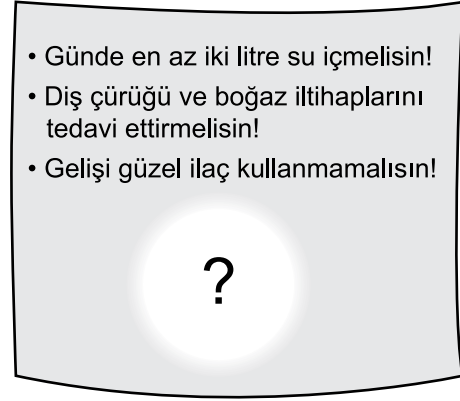 • Günde en az iki litre su içmelisin!
• Diş çürüğü ve boğaz iltihaplarını
tedavi ettirmelisin!
• Gelişi güzel ilaç kullanmamalısın!
?